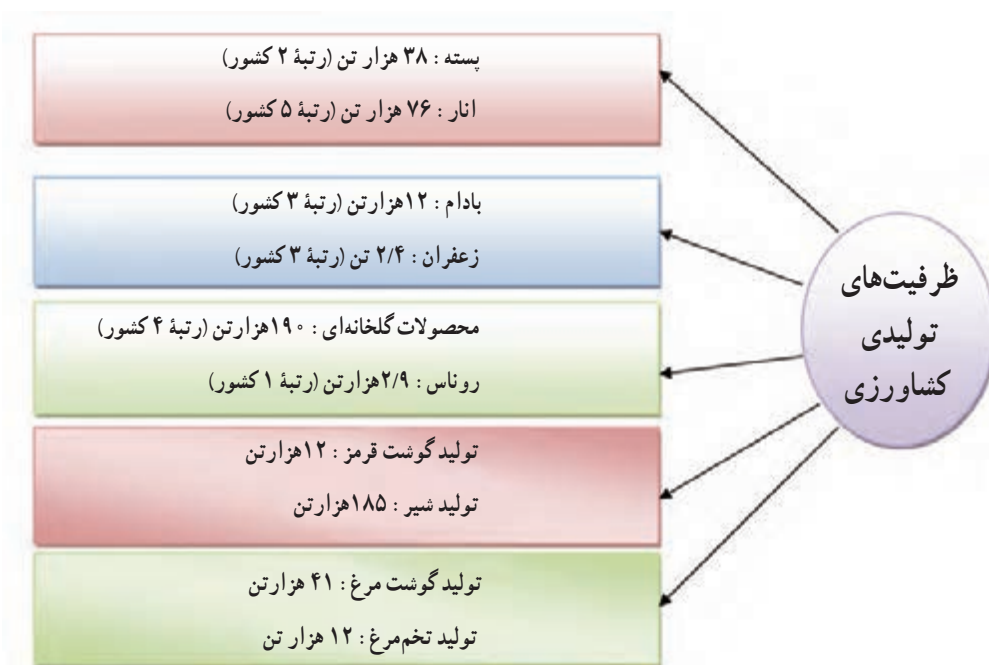 ظرفیت‌های
تولیدی
کشاورزی
پسته : ۳۸ هزار تن (رتبهٔ ۲ کشور)
انار : ۷۶ هزار تن (رتبهٔ ۵ کشور)
بادام : ۱۲هزارتن (رتبهٔ ۳ کشور)
زعفران : ۲/۴ تن (رتبهٔ ۳ کشور)
محصولات گلخانه‌ای : ۱۹۰هزارتن (رتبهٔ ۴ کشور)
روناس : ۲/۹هزارتن (رتبهٔ ۱ کشور)
تولید گوشت قرمز : ۱۲هزارتن
تولید شیر : ۱۸۵هزارتن
تولید گوشت مرغ : ۴۱ هزارتن
تولید تخم‌مرغ : ۱۲ هزار تن